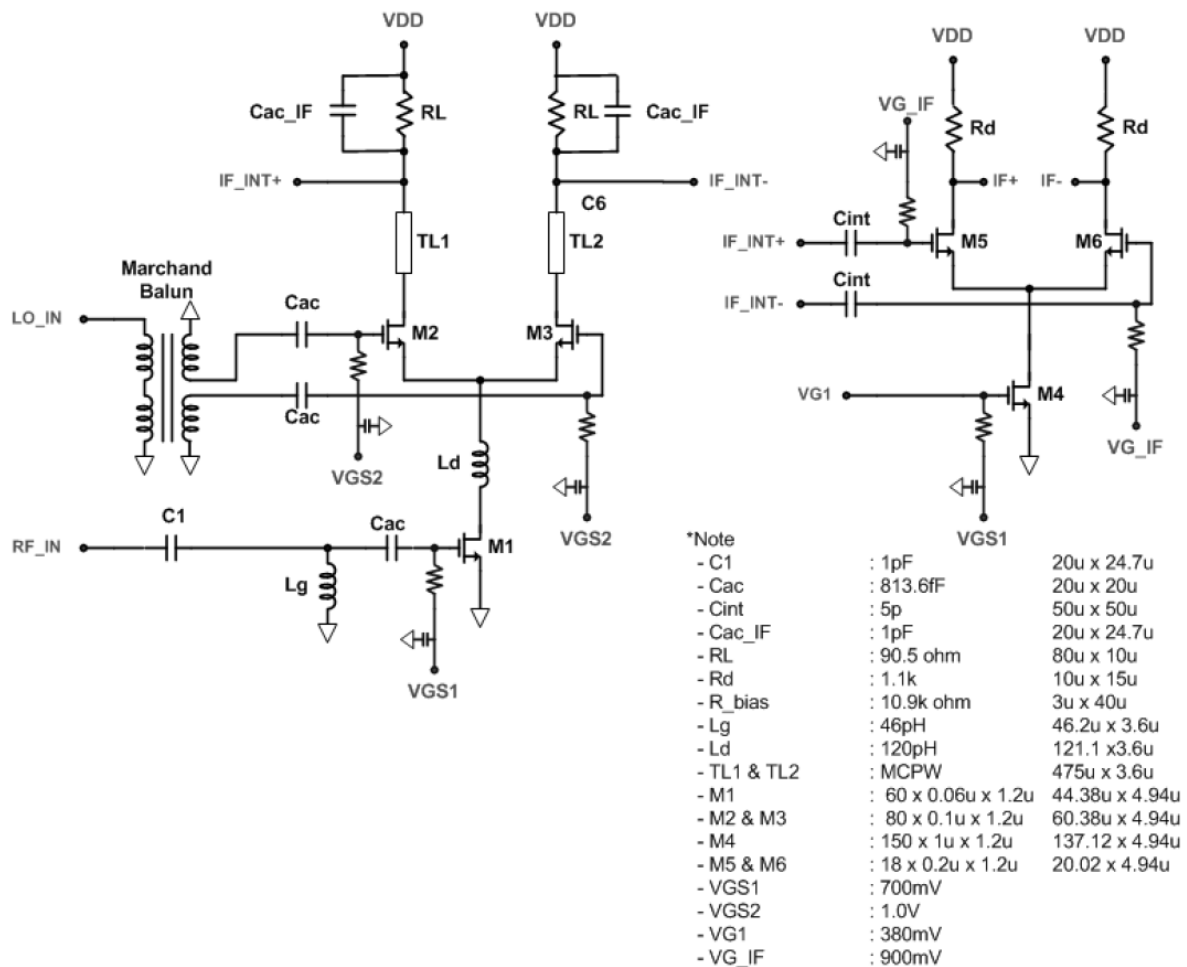 VDD
VDD
VDD
VDD
Cac_IF
RL
RL
Cac_IF
VG_IF
Rd
Rd
IF_INT+
IF_INT-
IF+
IF-
C6
TL1
TL2
Cint
M5
M6
IF_INT+
Marchand
Balun
Cint
IF_INT-
Cac
LO_IN
M2
M3
VG1
M4
Cac
VG_IF
Ld
VGS2
C1
Cac
VGS2
VGS1
RF_IN
M1
Lg
VGS1
*Note
- C1 : 1pF 20u x 24.7u
- Cac : 813.6fF 20u x 20u
- Cint : 5p 50u x 50u
- Cac_IF : 1pF 20u x 24.7u
- RL : 90.5 ohm 80u x 10u
- Rd : 1.1k 10u x 15u
- R_bias : 10.9k ohm 3u x 40u
- Lg : 46pH 46.2u x 3.6u
- Ld : 120pH 121.1 x3.6u
- TL1 & TL2 : MCPW 475u x 3.6u
- M1 : 60 x 0.06u x 1.2u 44.38u x 4.94u
- M2 & M3 : 80 x 0.1u x 1.2u 60.38u x 4.94u
- M4 : 150 x 1u x 1.2u 137.12 x 4.94u
- M5 & M6 : 18 x 0.2u x 1.2u 20.02 x 4.94u
- VGS1 : 700mV
- VGS2 : 1.0V
- VG1 : 380mV
- VG_IF : 900mV